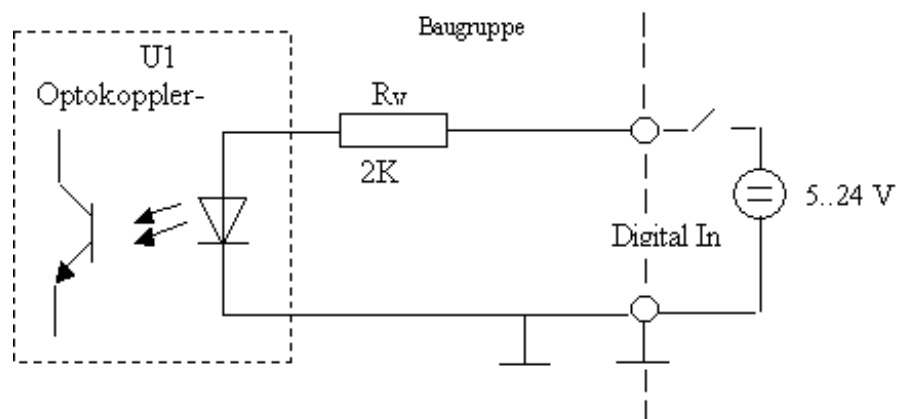 Baugruppe
U1
Optokoppler-
Rv
2K
5..24 V
Digital In